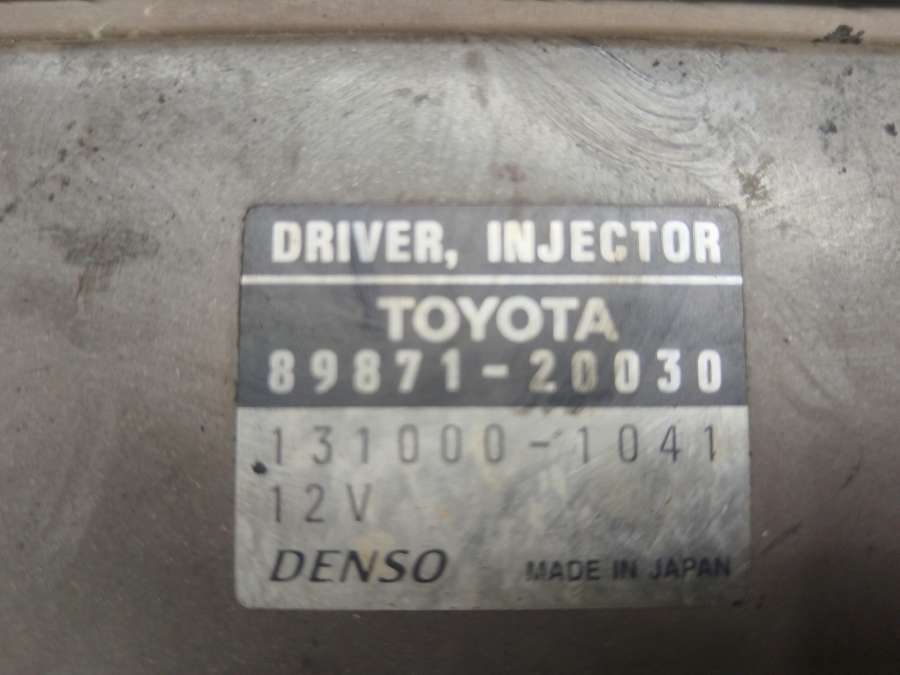 DRIVER, INJECTOR
TOYOTA
89871-20030
131000-1041
12V
DENSO MADE IN JAPAN